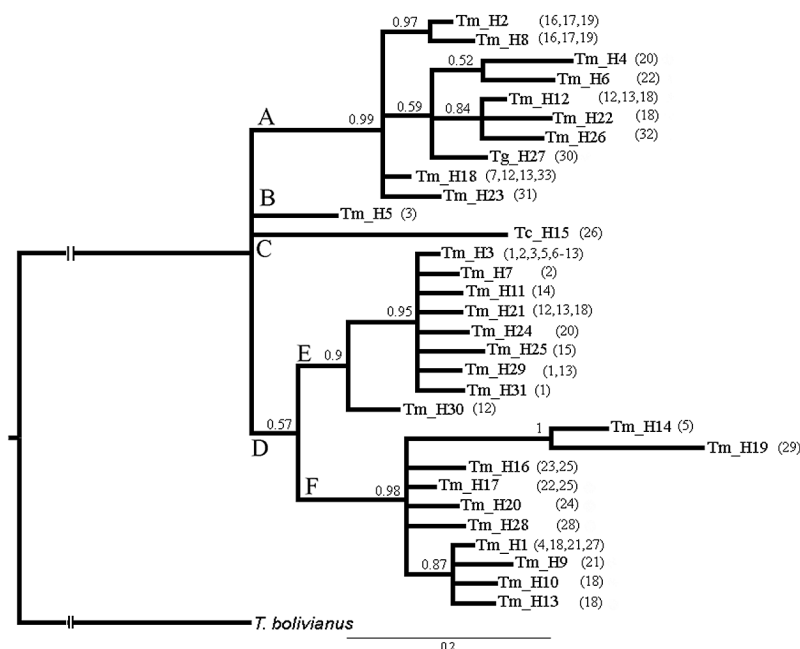 Tm_H2 (16,17,19)
0.97
Tm_H8 (16,17,19)
Tm_H4 (20)
0.52
Tm_H6 (22)
Tm_H12 (12,13,18)
0.59
0.84
A
0.99
Tm_H22 (18)
Tm_H26 (32)
Tg_H27 (30)
Tm_H18 (7,12,13,33)
Tm_H23 (31)
B
Tm_H5 (3)
Tc_H15 (26)
C
Tm_H3 (1,2,3,5,6-13)
Tm_H7 (2)
Tm_H11 (14)
0.95
Tm_H21 (12,13,18)
Tm_H24 (20)
E
0.9
Tm_H25 (15)
Tm_H29 (1,13)
Tm_H31 (1)
Tm_H30 (12)
0.57
D
1
Tm_H14 (5)
Tm_H19 (29)
Tm_H16 (23,25)
F
0.98
Tm_H17 (22,25)
Tm_H20 (24)
Tm_H28 (28)
Tm_H1 (4,18,21,27)
0.87
Tm_H9 (21)
Tm_H10 (18)
Tm_H13 (18)
T. bolivianus
0.2